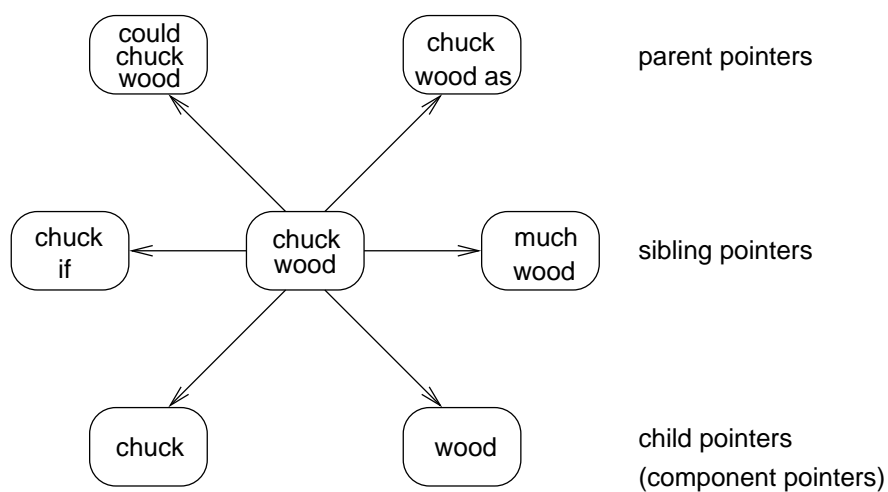 could
chuck
wood
chuck
wood as
parent pointers
chuck
if
chuck
wood
much
wood
sibling pointers
chuck
wood
child pointers
(component pointers)